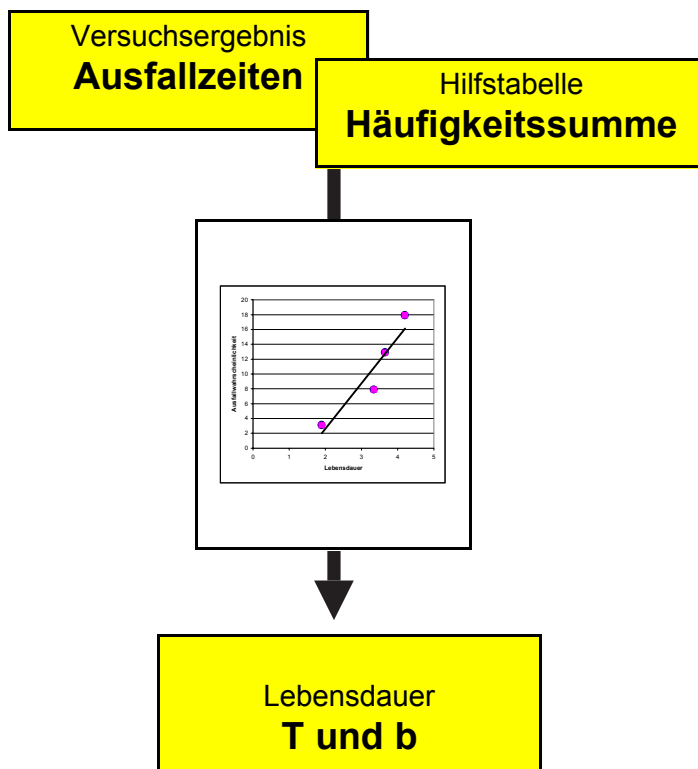 Versuchsergebnis
Ausfallzeiten
Hilfstabelle
Häufigkeitssumme
Ausfallwahrscheinlichkeit
20
18
16
14
12
10
8
6
4
2
0
0 1 2 3 4 5
Lebensdauer
Lebensdauer
T und b